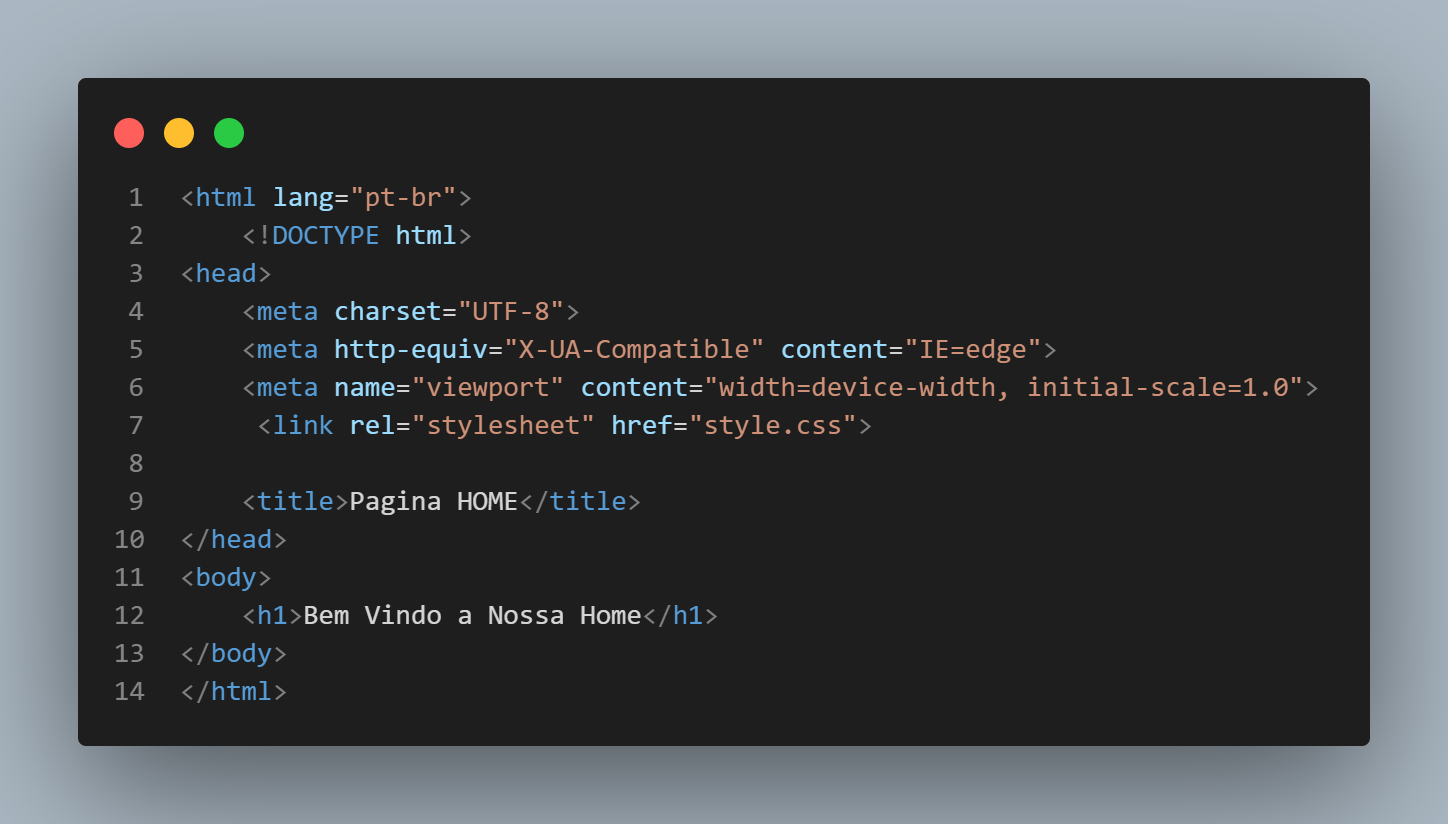 1 <html lang="pt-br">
2     <!DOCTYPE html>
3 <head>
4     <meta charset="UTF-8">
5     <meta http-equiv="X-UA-Compatible" content="IE=edge">
6     <meta name="viewport" content="width=device-width, initial-scale=1.0">
7      <link rel="stylesheet" href="style.css">
8
9     <title>Pagina HOME</title>
10 </head>
11 <body>
12     <h1>Bem Vindo a Nossa Home</h1>
13 </body>
14 </html>